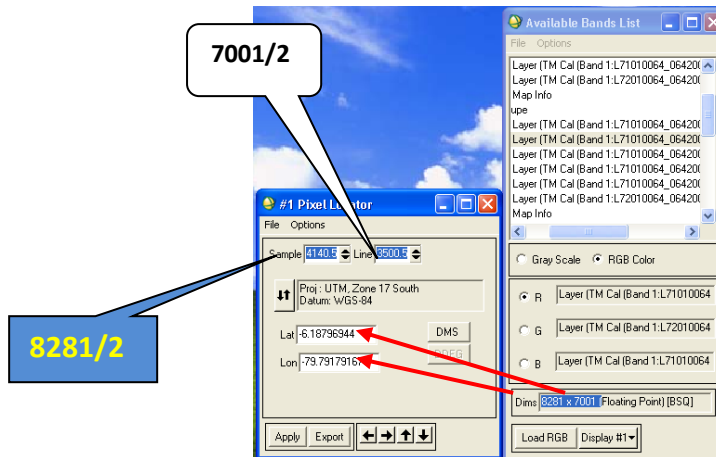 7001/2
8281/2
#1 Pixel Locator
File Options
Sample 4140.5 Line 3500.5
Proj : UTM, Zone 17 South
Datum: WGS-84
Lat -6.18796944 DMS
Lon -79.79179167 DDEG
Apply Export
Available Bands List
File Options
Layer (TM Cal (Band 1:L71010064_06420(
Layer (TM Cal (Band 1:L72010064_06420(
Map Info
upe
Layer (TM Cal (Band 1:L71010064_06420(
Layer (TM Cal (Band 1:L71010064_06420(
Layer (TM Cal (Band 1:L71010064_06420(
Layer (TM Cal (Band 1:L71010064_06420(
Layer (TM Cal (Band 1:L71010064_06420(
Layer (TM Cal (Band 1:L72010064_06420(
Map Info
Gray Scale RGB Color
R Layer (TM Cal (Band 1:L71010064
G Layer (TM Cal (Band 1:L72010064
B Layer (TM Cal (Band 1:L71010064
Dims 8281 x 7001 (Floating Point) [BSQ]
Load RGB Display #1